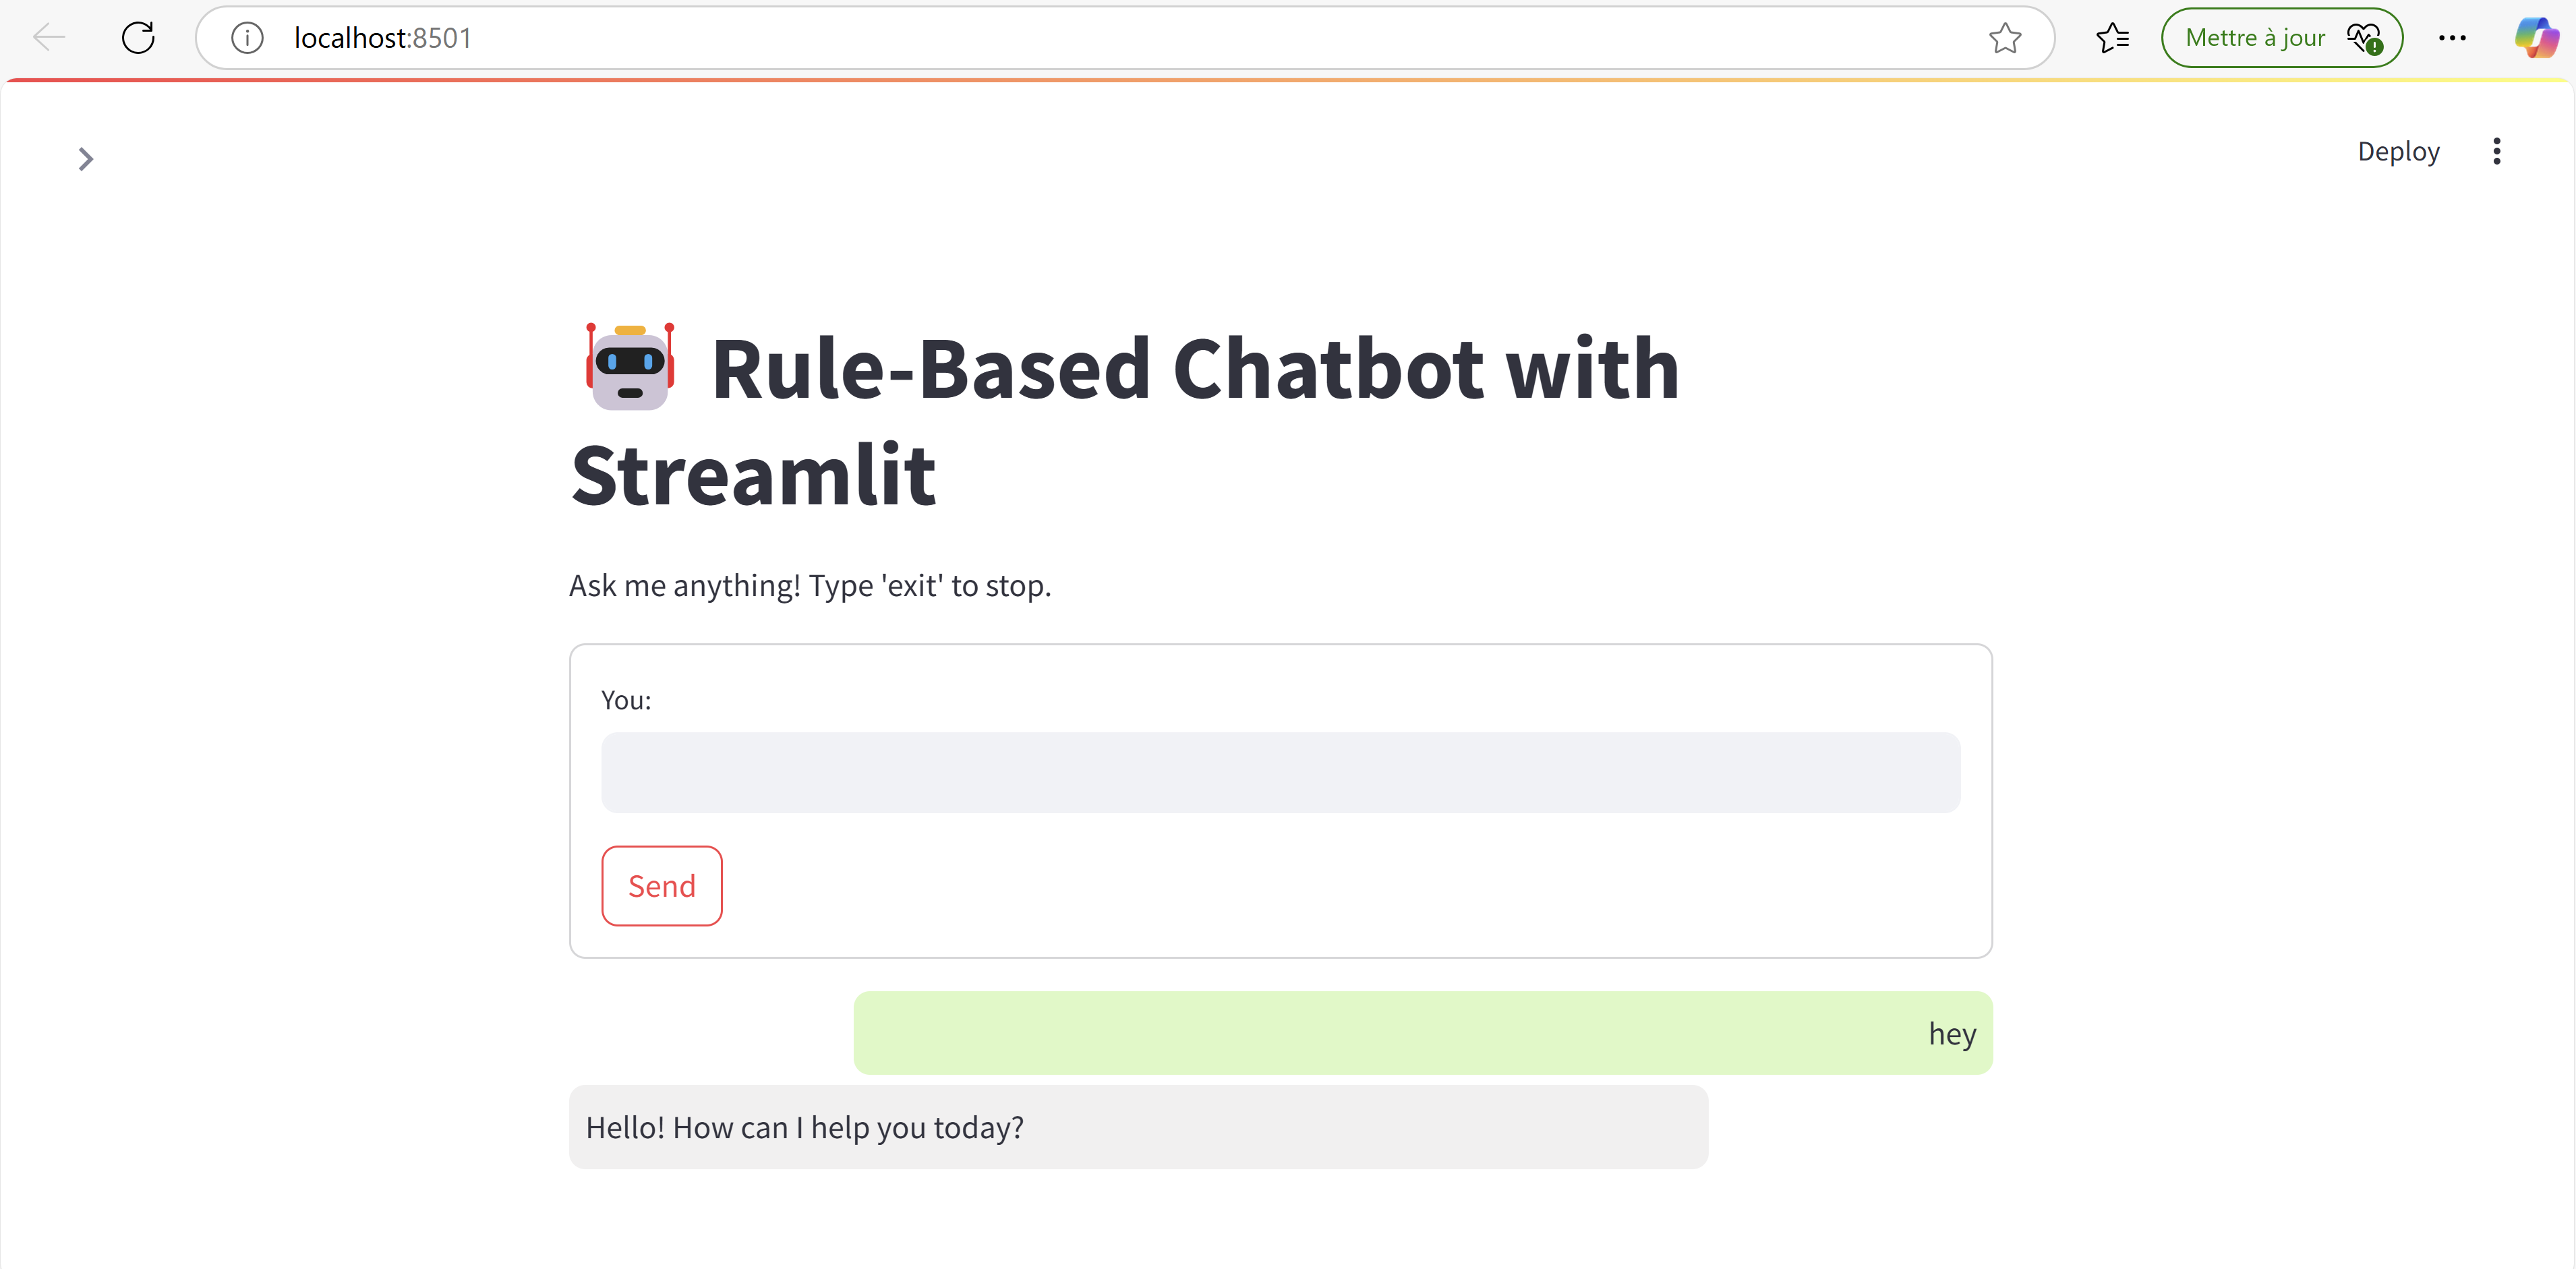 localhost:8501
Mettre à jour
Deploy
Rule-Based Chatbot with
Streamlit
Ask me anything! Type 'exit' to stop.
You:
Send
hey
Hello! How can I help you today?